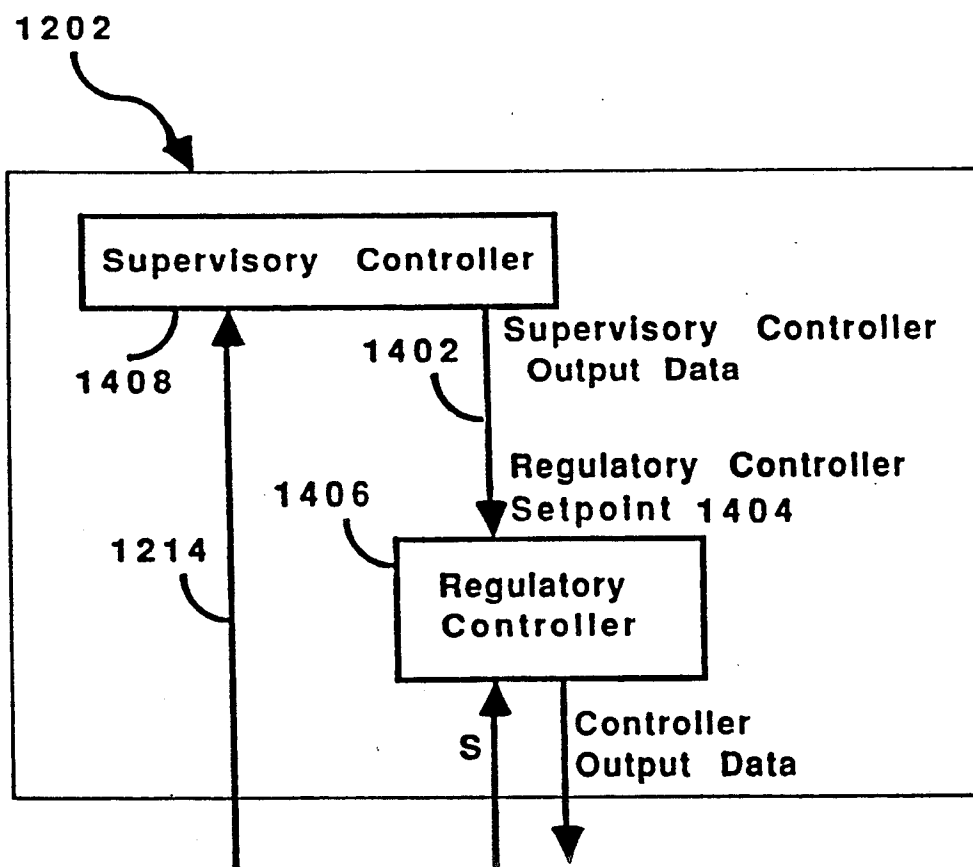 1202
Supervisory Controller
1408
1402
Supervisory Controller
Output Data
Regulatory Controller
Setpoint 1404
1406
1214
Regulatory
Controller
S
Controller
Output Data